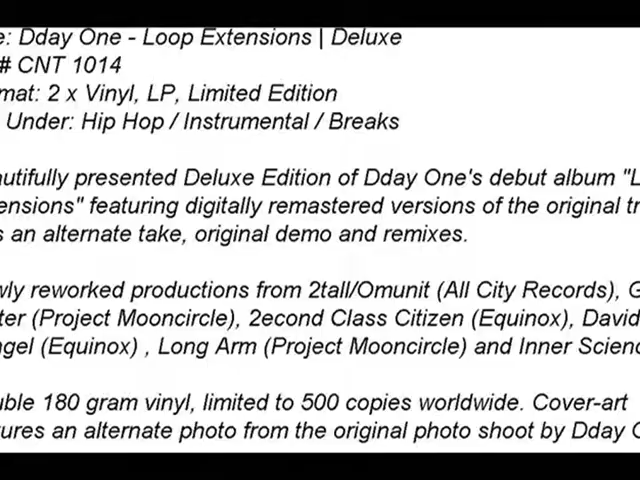 e: Dday One - Loop Extensions | Deluxe
# CNT 1014
mat: 2 x Vinyl, LP, Limited Edition
Under: Hip Hop / Instrumental / Breaks
autifully presented Deluxe Edition of Dday One's debut album "L
ensions" featuring digitally remastered versions of the original tr
s an alternate take, original demo and remixes.
wly reworked productions from 2tall/Omunit (All City Records), G
ter (Project Mooncircle), 2econd Class Citizen (Equinox), David
ngel (Equinox) , Long Arm (Project Mooncircle) and Inner Scien
uble 180 gram vinyl, limited to 500 copies worldwide. Cover-art
tures an alternate photo from the original photo shoot by Dday O